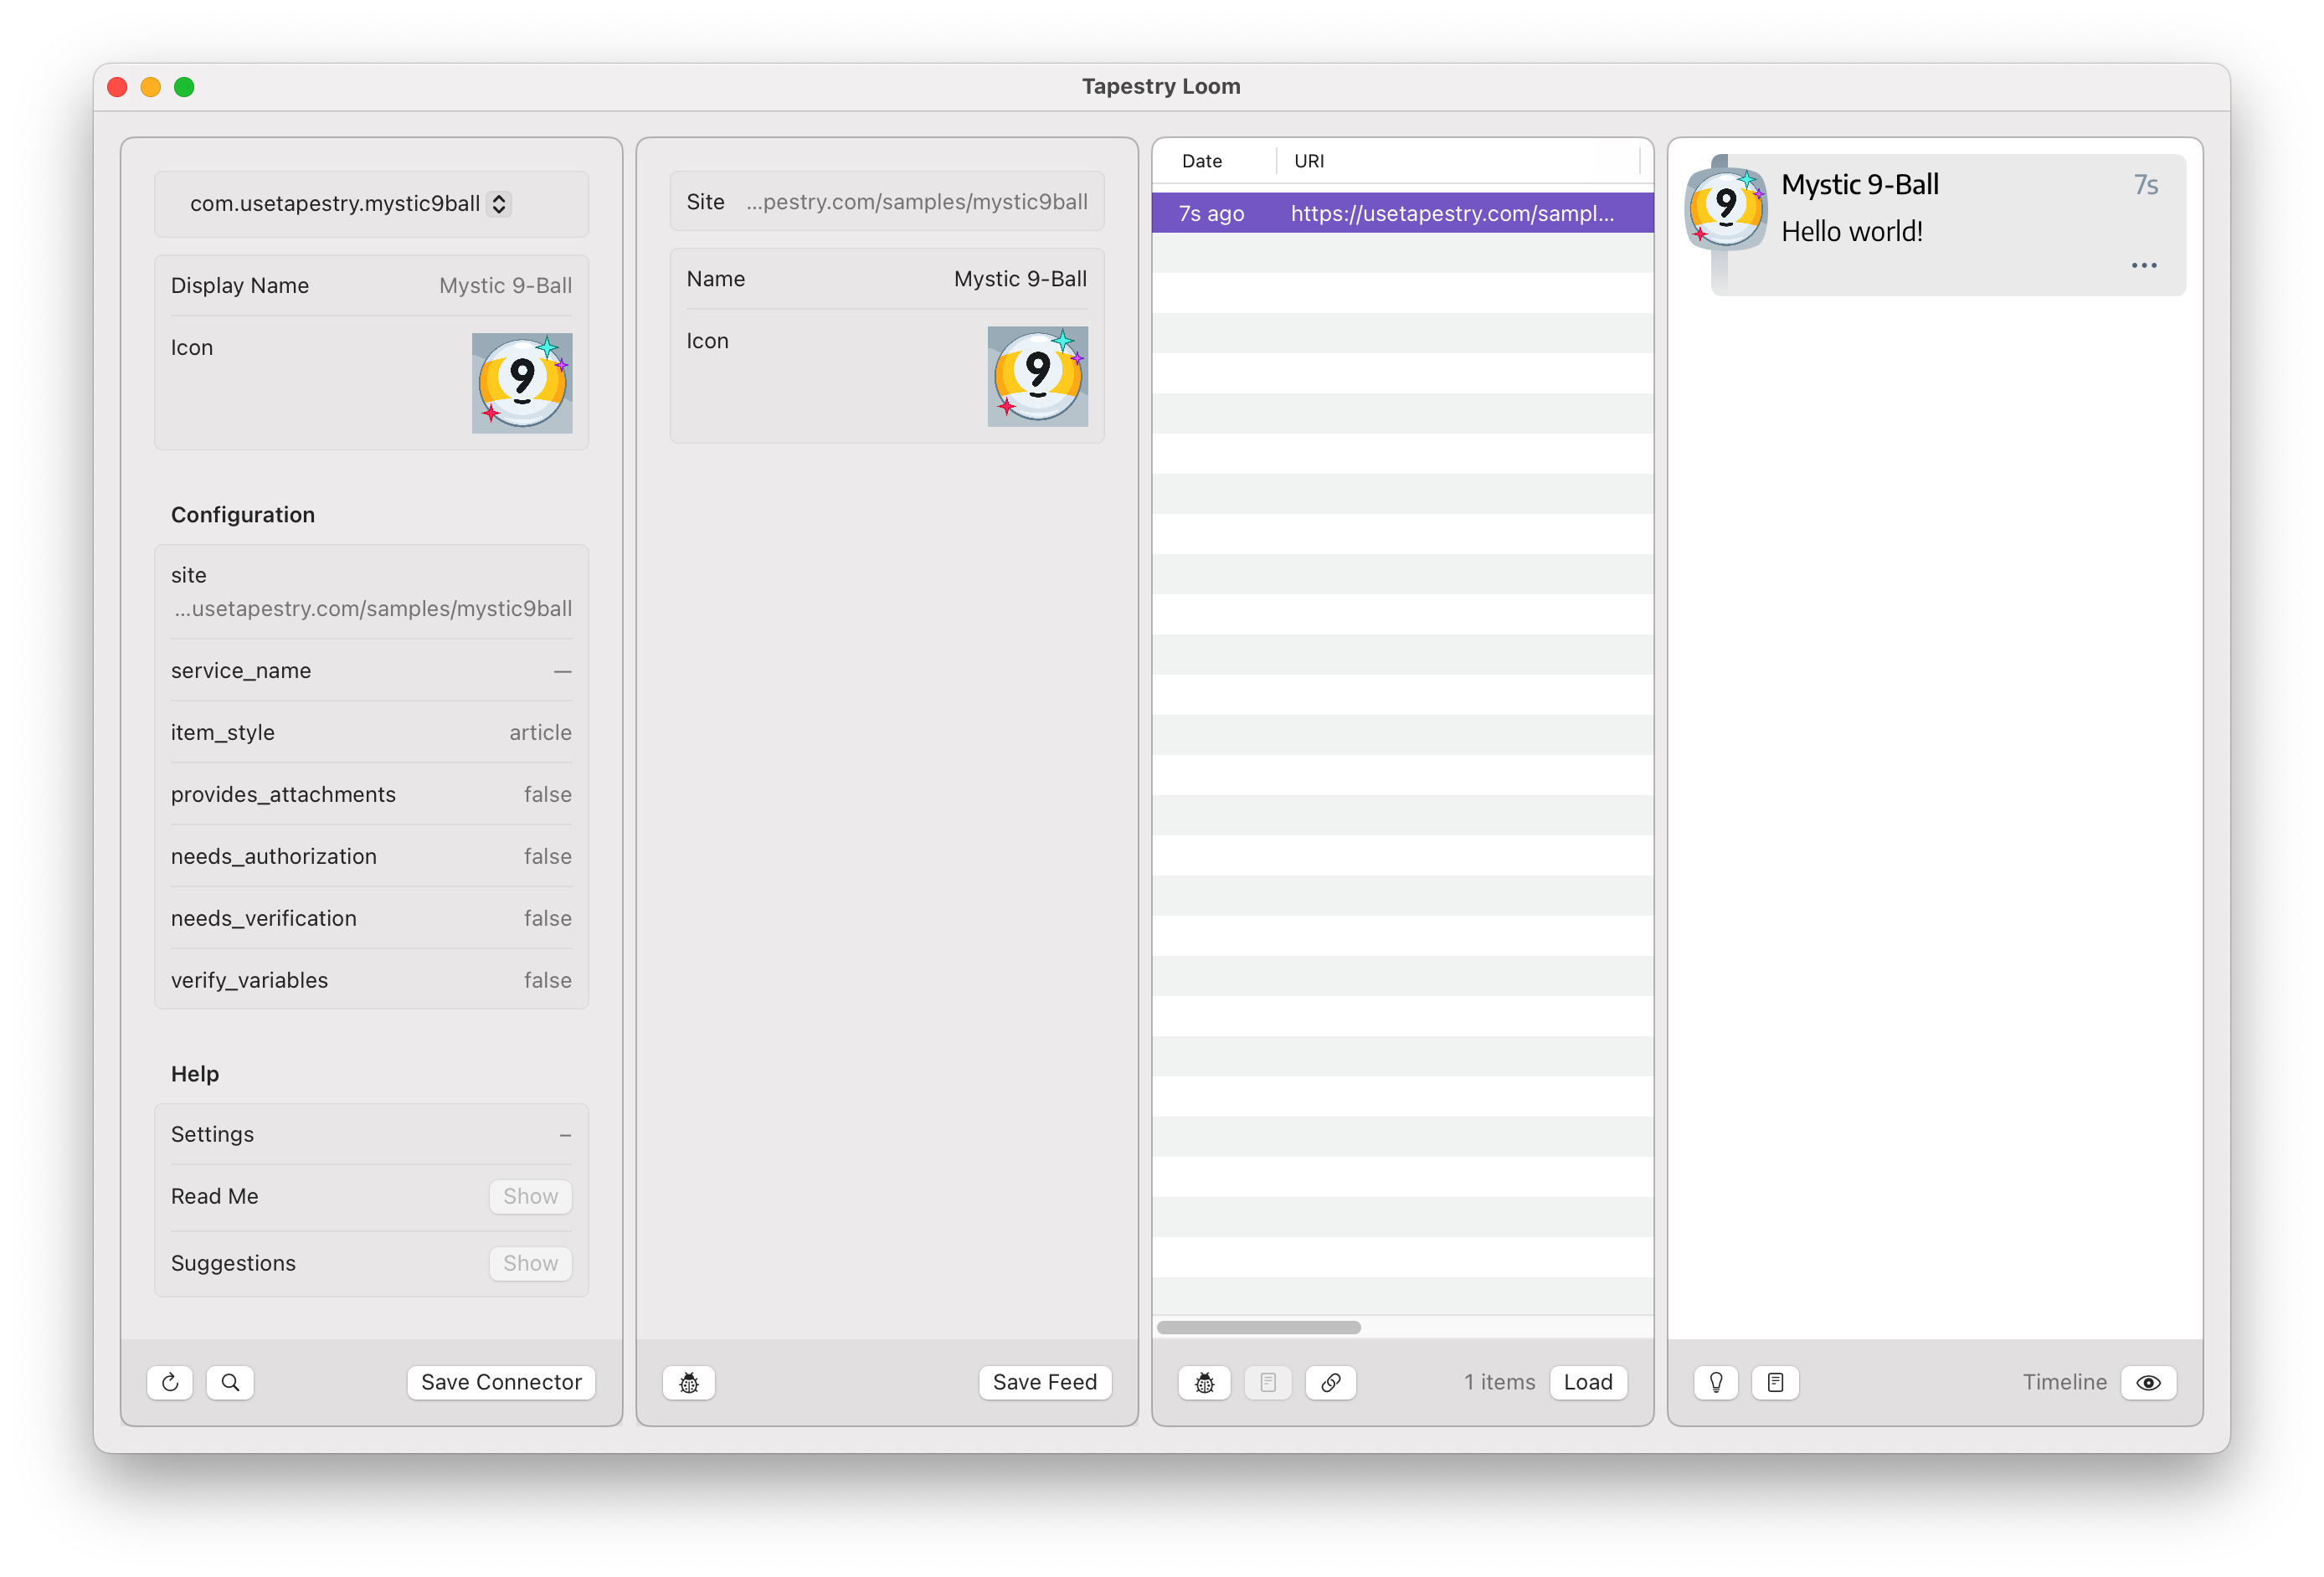 Tapestry Loom
com.usetapestry.mystic9ball
Display Name Mystic 9-Ball
Icon
9
Configuration
site
...usetapestry.com/samples/mystic9ball
service_name —
item_style article
provides_attachments false
needs_authorization false
needs_verification false
verify_variables false
Help
Settings –
Read Me Show
Suggestions Show
Save Connector
Site ...pestry.com/samples/mystic9ball
Name Mystic 9-Ball
Icon
9
Save Feed
Date URI
7s ago https://usetapestry.com/sampl...
1 items Load
9
Mystic 9-Ball 7s
Hello world!
Timeline